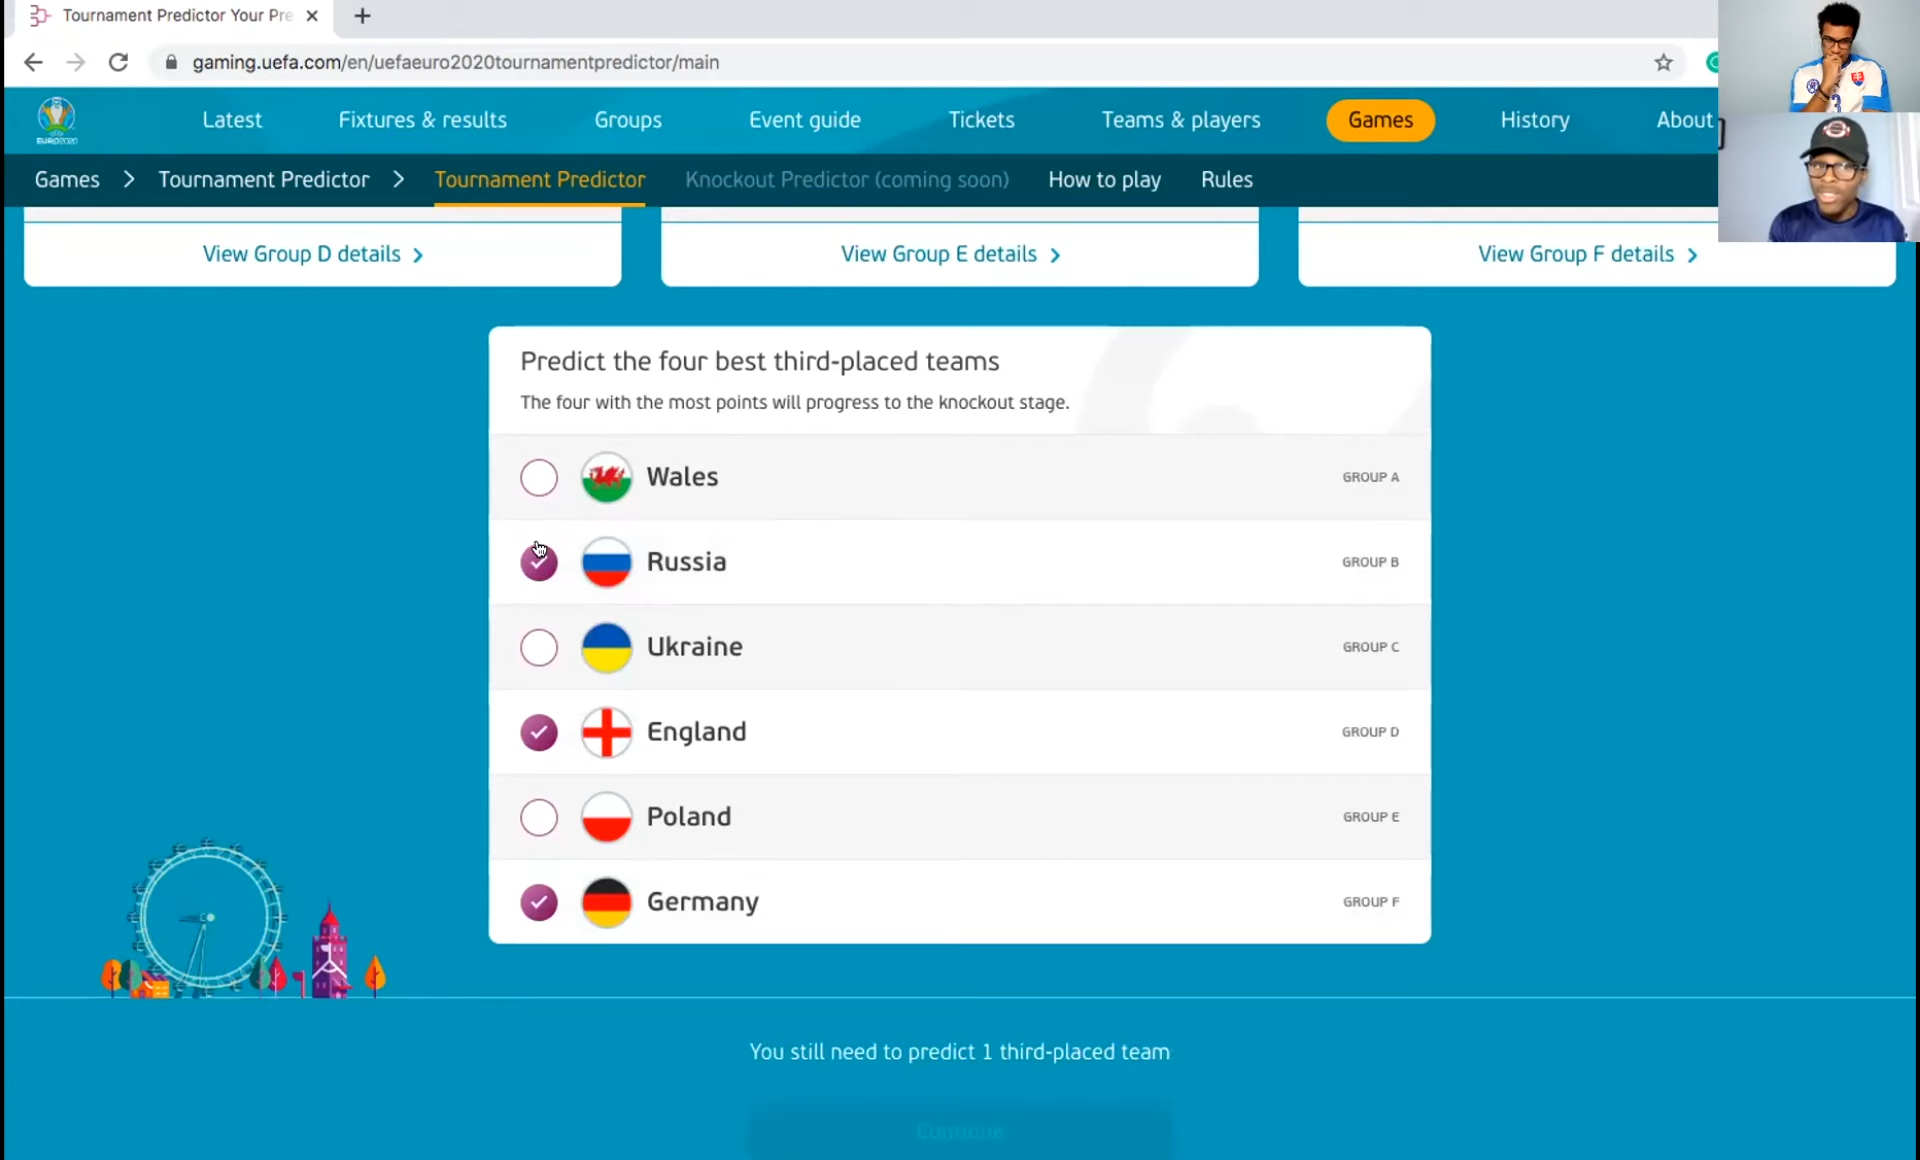 Tournament Predictor Your Pre
gaming.uefa.com/en/uefaeuro2020tournamentpredictor/main
EURO2020
Latest Fixtures & results Groups Event guide Tickets Teams & players Games History About
Games > Tournament Predictor > Tournament Predictor Knockout Predictor (coming soon) How to play Rules
View Group D details > View Group E details > View Group F details >
Predict the four best third-placed teams
The four with the most points will progress to the knockout stage.
Wales GROUP A
Russia GROUP B
Ukraine GROUP C
England GROUP D
Poland GROUP E
Germany GROUP F
You still need to predict 1 third-placed team
Continue